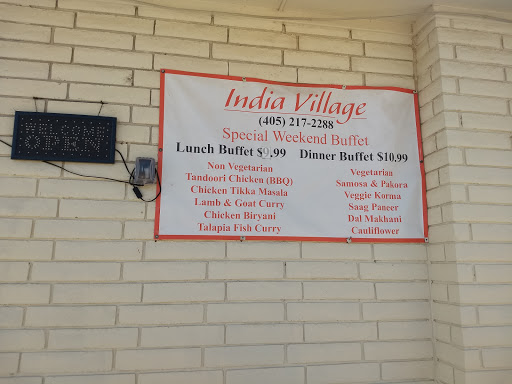 WELCOME
OPEN
India Village
(405) 217-2288
Special Weekend Buffet
Lunch Buffet $9.99 Dinner Buffet $10.99
Non Vegetarian
Tandoori Chicken (BBQ)
Chicken Tikka Masala
Lamb & Goat Curry
Chicken Biryani
Talapia Fish Curry
Vegetarian
Samosa & Pakora
Veggie Korma
Saag Paneer
Dal Makhani
Cauliflower